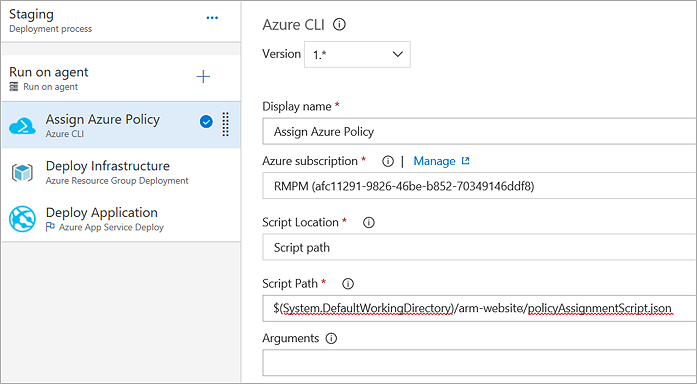 Staging
Deployment process
Run on agent
Run on agent
Assign Azure Policy
Azure CLI
Deploy Infrastructure
Azure Resource Group Deployment
Deploy Application
Azure App Service Deploy
Azure CLI
Version 1.*
Display name *
Assign Azure Policy
Azure subscription * | Manage
RMPM (afc11291-9826-46be-b852-70349146ddf8)
Script Location *
Script path
Script Path *
$(System.DefaultWorkingDirectory)/arm-website/policyAssignmentScript.json
Arguments